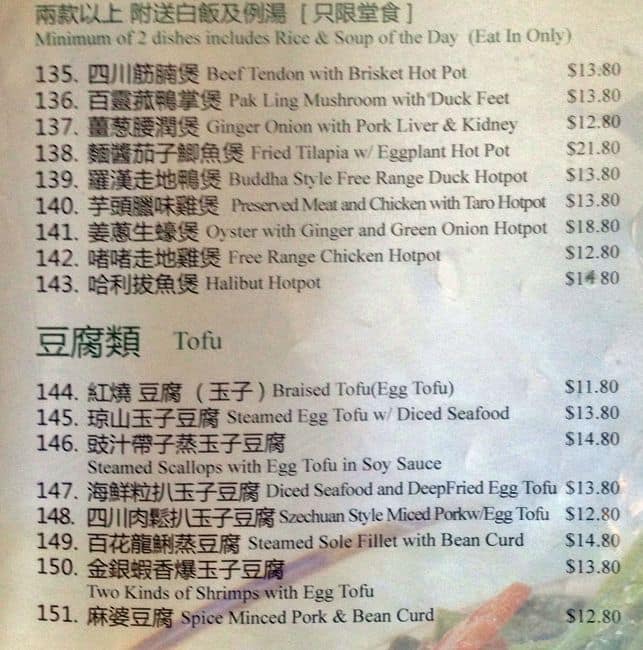 兩款以上 附送白飯及例湯 [ 只限堂食 ]
Minimum of 2 dishes includes Rice & Soup of the Day (Eat In Only)
135. 四川筋腩煲 Beef Tendon with Brisket Hot Pot $13.80
136. 百靈菰鴨掌煲 Pak Ling Mushroom with Duck Feet $13.80
137. 薑葱腰潤煲 Ginger Onion with Pork Liver & Kidney $12.80
138. 麵醬茄子鯽魚煲 Fried Tilapia w/ Eggplant Hot Pot $21.80
139. 羅漢走地鴨煲 Buddha Style Free Range Duck Hotpot $13.80
140. 芋頭臘味雞煲 Preserved Meat and Chicken with Taro Hotpot $13.80
141. 姜蔥生蠔煲 Oyster with Ginger and Green Onion Hotpot $18.80
142. 啫啫走地雞煲 Free Range Chicken Hotpot $12.80
143. 哈利拔魚煲 Halibut Hotpot $14 80
豆腐類 Tofu
144. 紅燒 豆腐 ( 玉子 ) Braised Tofu(Egg Tofu) $11.80
145. 琼山玉子豆腐 Steamed Egg Tofu w/ Diced Seafood $13.80
146. 豉汁帶子蒸玉子豆腐 $14.80
Steamed Scallops with Egg Tofu in Soy Sauce
147. 海鮮粒扒玉子豆腐 Diced Seafood and DeepFried Egg Tofu $13.80
148. 四川肉鬆扒玉子豆腐 Szechuan Style Miced Porkw/Egg Tofu $12.80
149. 百花龍脷蒸豆腐 Steamed Sole Fillet with Bean Curd $14.80
150. 金銀蝦香爆玉子豆腐 $13.80
Two Kinds of Shrimps with Egg Tofu
151. 麻婆豆腐 Spice Minced Pork & Bean Curd $12.80